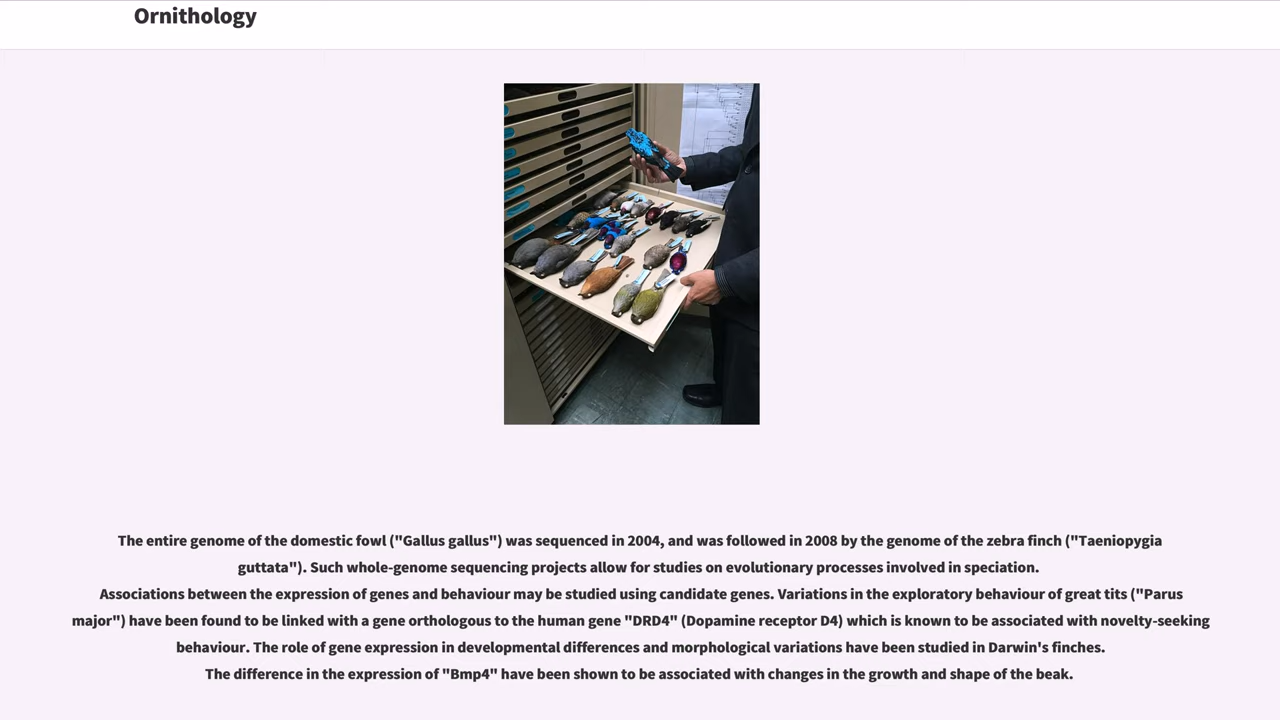 Ornithology
The entire genome of the domestic fowl ("Gallus gallus") was sequenced in 2004, and was followed in 2008 by the genome of the zebra finch ("Taeniopygia
guttata"). Such whole-genome sequencing projects allow for studies on evolutionary processes involved in speciation.
Associations between the expression of genes and behaviour may be studied using candidate genes. Variations in the exploratory behaviour of great tits ("Parus
major") have been found to be linked with a gene orthologous to the human gene "DRD4" (Dopamine receptor D4) which is known to be associated with novelty-seeking
behaviour. The role of gene expression in developmental differences and morphological variations have been studied in Darwin's finches.
The difference in the expression of "Bmp4" have been shown to be associated with changes in the growth and shape of the beak.